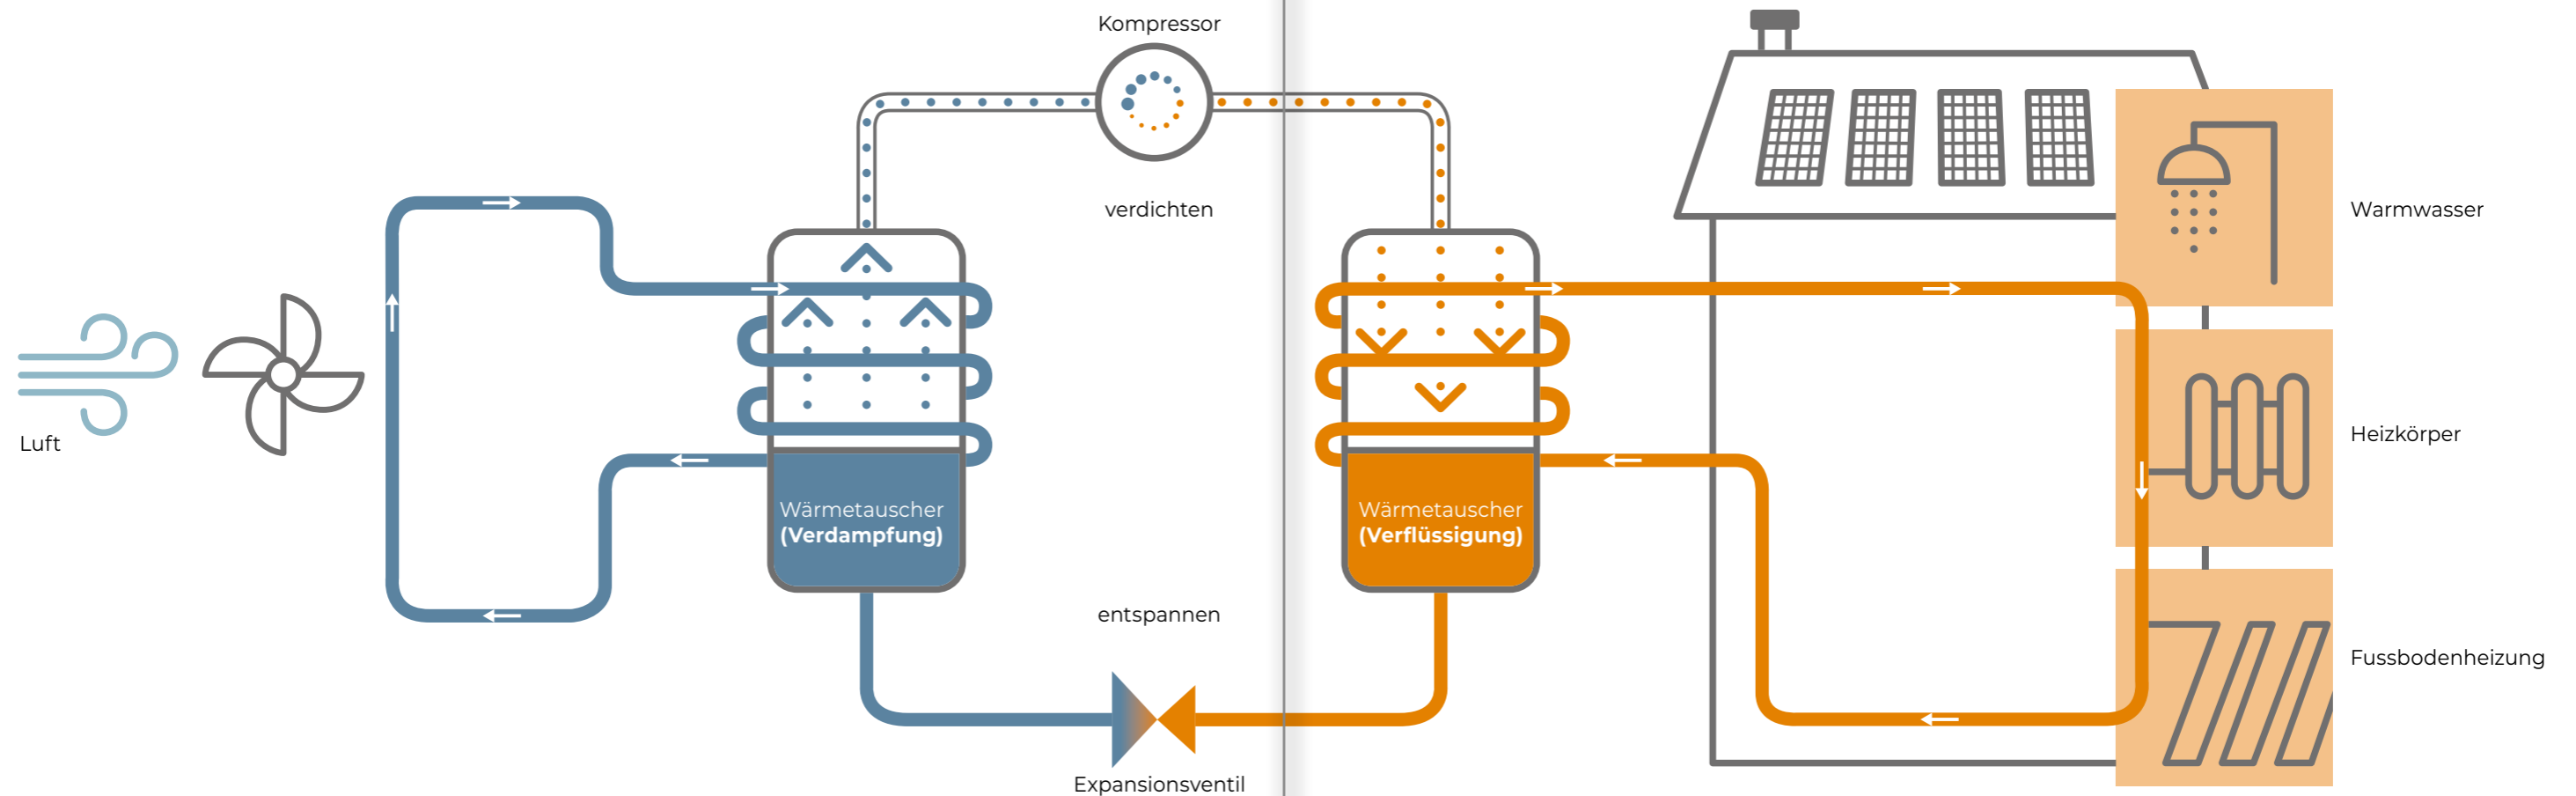 Kompressor
verdichten
Luft
Wärmetauscher
(Verdampfung)
Wärmetauscher
(Verflüssigung)
entspannen
Expansionsventil
Warmwasser
Heizkörper
Fussbodenheizung